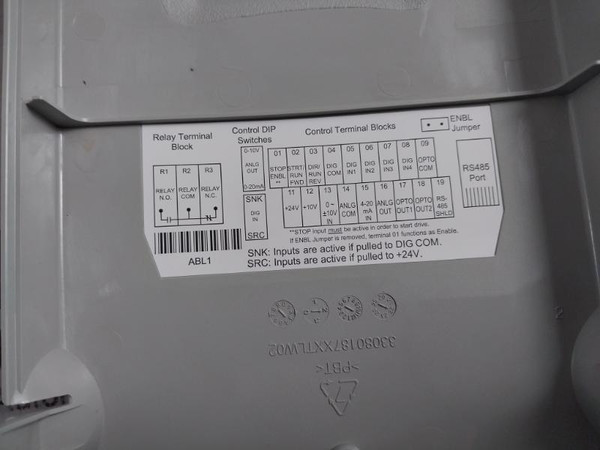 Relay Terminal Block
R1 R2 R3
RELAY N.O. RELAY COM RELAY N.C.
ABL1
Control DIP Switches
0-10V
ANLG OUT
0-20mA
SNK
DIG IN
SRC
Control Terminal Blocks
01 02 03 04 05 06 07 08 09
STOP ENBL ** STRT/ RUN FWD DIR/ RUN REV DIG COM DIG IN1 DIG IN2 DIG IN3 DIG IN4 OPTO COM
11 12 13 14 15 16 17 18 19
+24V +10V 0~ ±10V IN ANLG COM 4-20 mA IN ANLG OUT OPTO OUT1 OPTO OUT2 RS-485 SHLD
ENBL Jumper
RS485 Port
**STOP Input must be active in order to start drive.
If ENBL Jumper is removed, terminal 01 functions as Enable.
SNK: Inputs are active if pulled to DIG COM.
SRC: Inputs are active if pulled to +24V.
33080187XXTLW02
>PBT<
7